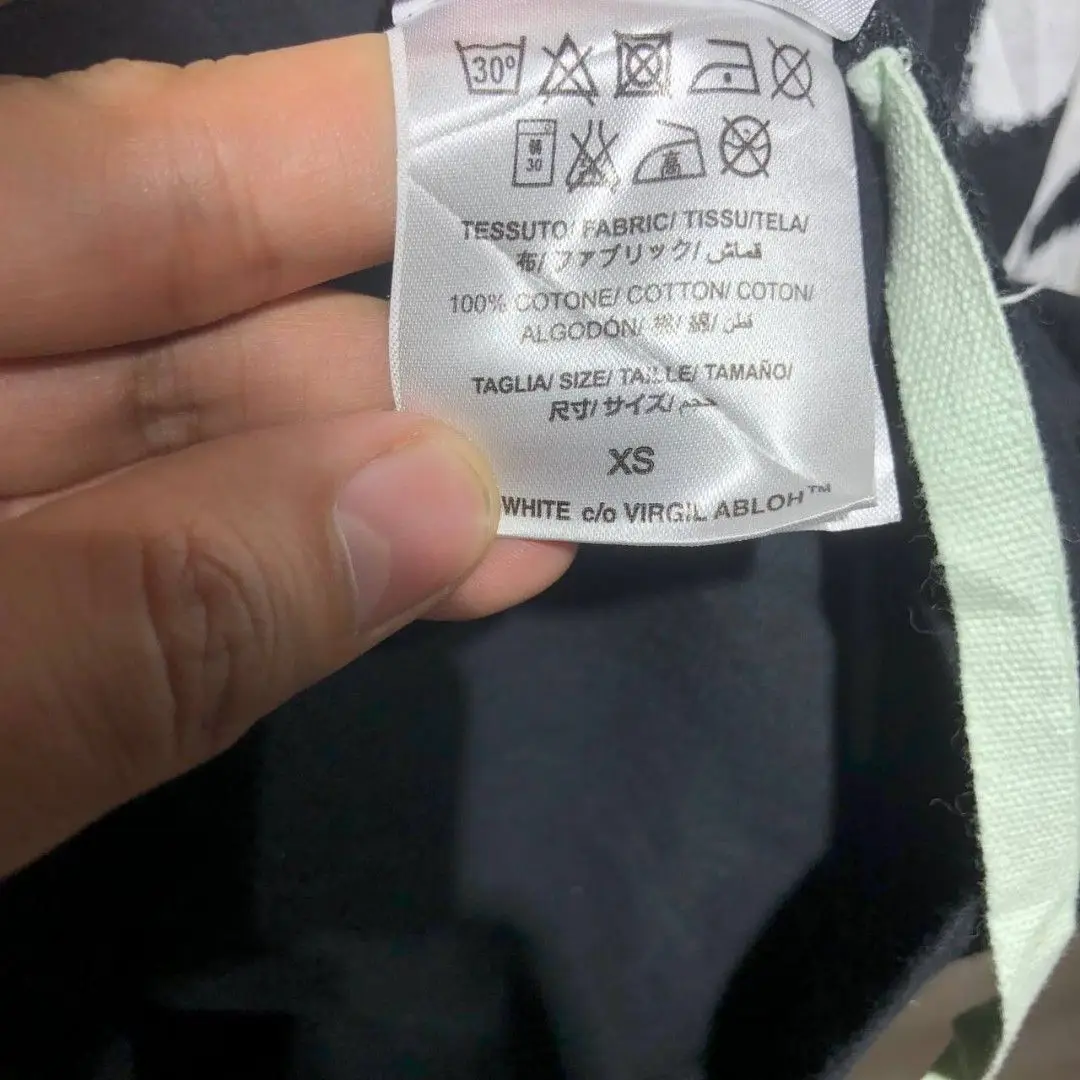 30°
30
TESSUTO/ FABRIC/ TISSU/TELA/
布/ ファブリック/ قماش/
100% COTONE/ COTTON/ COTON/
ALGODÓN/ 棉/ 綿/ قطن
TAGLIA/ SIZE/ TAILLE/ TAMAÑO/
尺寸/ サイズ/ حجم
XS
WHITE c/o VIRGIL ABLOH™